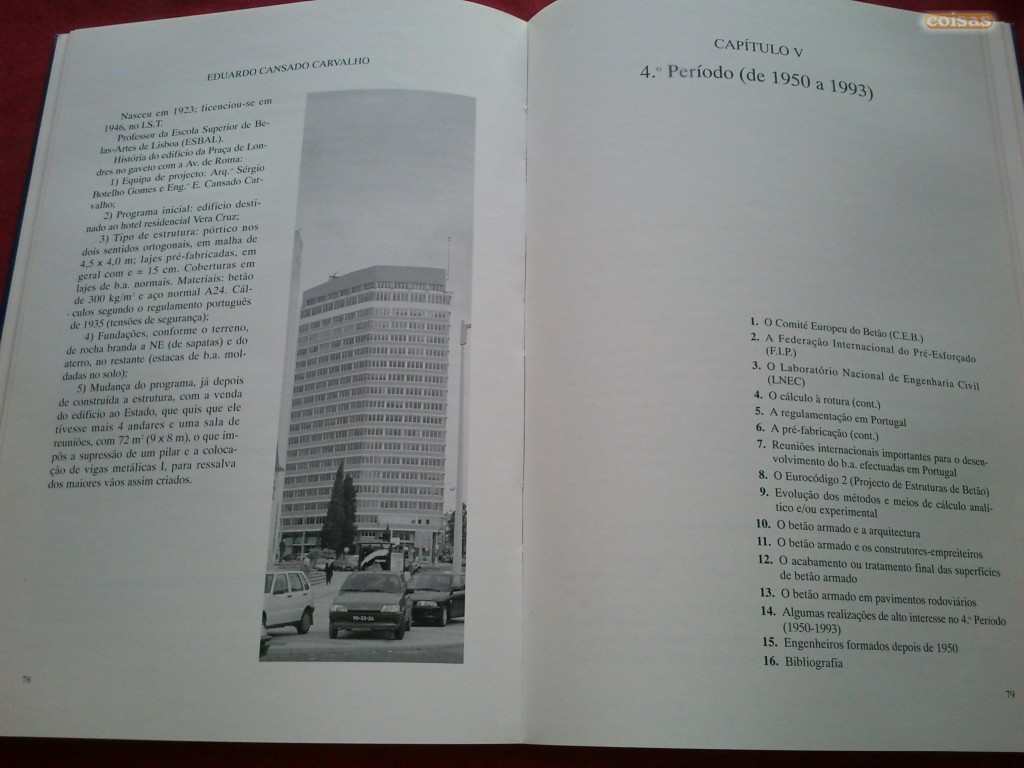 EDUARDO CANSADO CARVALHO
Nasceu em 1923; licenciou-se em
1946, no I.S.T.
Professor da Escola Superior de Be-
las-Artes de Lisboa (ESBAL).
História do edifício da Praça de Lon-
dres no gaveto com a Av. de Roma:
1) Equipa de projecto: Arq.º Sérgio
Botelho Gomes e Eng.º E. Cansado Car-
valho;
2) Programa inicial: edifício desti-
nado ao hotel residencial Vera Cruz;
3) Tipo de estrutura: pórtico nos
dois sentidos ortogonais, em malha de
4,5 x 4,0 m; lajes pré-fabricadas, em
geral com e = 15 cm. Coberturas em
lajes de b.a. normais. Materiais: betão
de 300 kg/m³ e aço normal A24. Cál-
culos segundo o regulamento português
de 1935 (tensões de segurança);
4) Fundações, conforme o terreno,
de rocha branda a NE (de sapatas) e do
aterro, no restante (estacas de b.a. mol-
dadas no solo);
5) Mudança do programa, já depois
de construída a estrutura, com a venda
do edifício ao Estado, que quis que ele
tivesse mais 4 andares e uma sala de
reuniões, com 72 m² (9 x 8 m), o que im-
pôs a supressão de um pilar e a coloca-
ção de vigas metálicas I, para ressalva
dos maiores vãos assim criados.
78
coisas
CAPÍTULO V
4.º Período (de 1950 a 1993)
1. O Comité Europeu do Betão (C.E.B.)
2. A Federação Internacional do Pré-Esforçado
(F.I.P.)
3. O Laboratório Nacional de Engenharia Civil
(LNEC)
4. O cálculo à rotura (cont.)
5. A regulamentação em Portugal
6. A pré-fabricação (cont.)
7. Reuniões internacionais importantes para o desen-
volvimento do b.a. efectuadas em Portugal
8. O Eurocódigo 2 (Projecto de Estruturas de Betão)
9. Evolução dos métodos e meios de cálculo analí-
tico e/ou experimental
10. O betão armado e a arquitectura
11. O betão armado e os construtores-empreiteiros
12. O acabamento ou tratamento final das superfícies
de betão armado
13. O betão armado em pavimentos rodoviários
14. Algumas realizações de alto interesse no 4.º Período
(1950-1993)
15. Engenheiros formados depois de 1950
16. Bibliografia
79